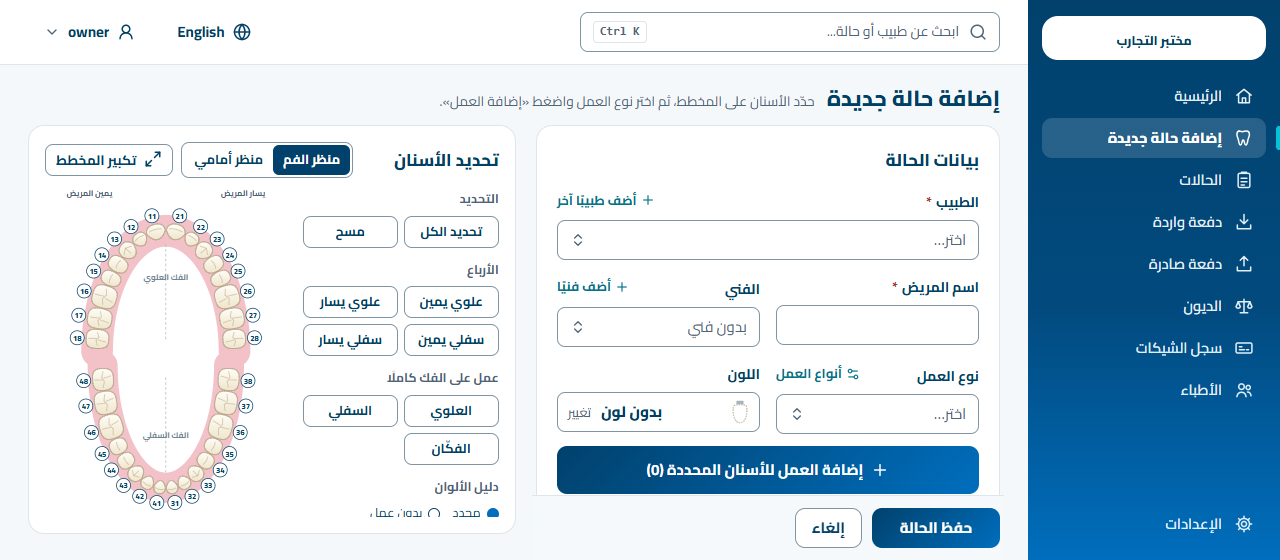 مختبر التجارب
الرئيسية
إضافة حالة جديدة
الحالات
دفعة واردة
دفعة صادرة
الديون
سجل الشيكات
الأطباء
الإعدادات
ابحث عن طبيب أو حالة...
Ctrl K
English
owner
إضافة حالة جديدة
حدّد الأسنان على المخطط، ثم اختر نوع العمل واضغط «إضافة العمل».
بيانات الحالة
الطبيب *
أضف طبيبًا آخر
اختر...
اسم المريض *
الفني
أضف فنيًا
بدون فني
نوع العمل
أنواع العمل
اختر...
اللون
بدون لون
تغيير
إضافة العمل للأسنان المحددة (0)
حفظ الحالة
إلغاء
تحديد الأسنان
منظر الفم
منظر أمامي
تكبير المخطط
التحديد
تحديد الكل
مسح
الأرباع
علوي يمين
علوي يسار
سفلي يمين
سفلي يسار
عمل على الفك كاملًا
العلوي
السفلي
الفكّان
دليل الألوان
محدد
بدون عمل
يسار المريض
يمين المريض
11 21
12 22
13 23
14 24
15 25
16 26
17 27
18 28
الفك العلوي
48 38
47 37
46 36
الفك السفلي
45 35
44 34
43 33
42 32
41 31